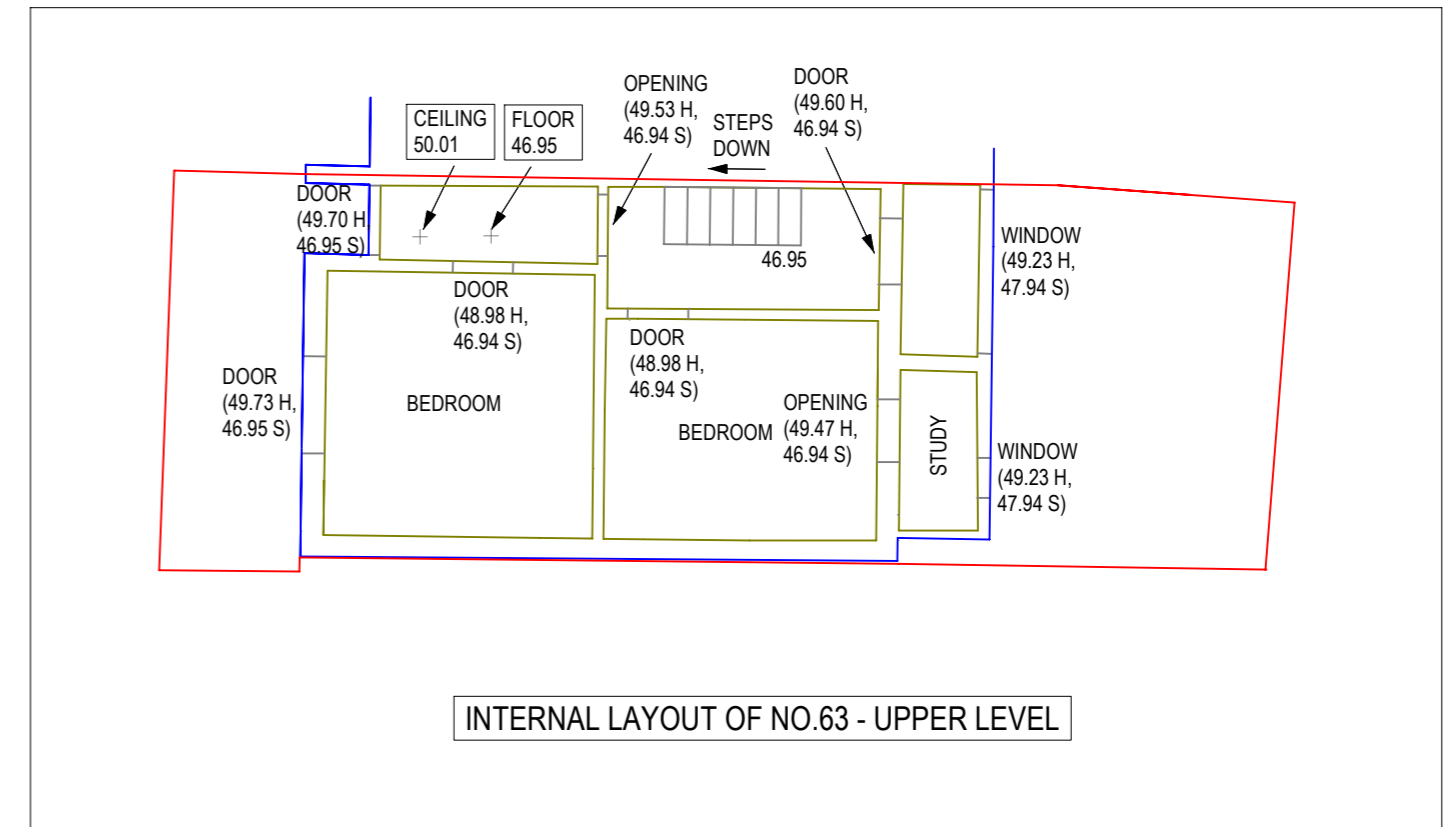 DOOR
(49.60 H,
46.94 S)
OPENING
(49.53 H,
46.94 S)
STEPS
DOWN
CEILING
50.01
FLOOR
46.95
DOOR
(49.70 H,
46.95 S)
WINDOW
(49.23 H,
47.94 S)
46.95
DOOR
(48.98 H,
46.94 S)
DOOR
(48.98 H,
46.94 S)
DOOR
(49.73 H,
46.95 S)
BEDROOM
BEDROOM
OPENING
(49.47 H,
46.94 S)
STUDY
WINDOW
(49.23 H,
47.94 S)
INTERNAL LAYOUT OF NO.63 - UPPER LEVEL